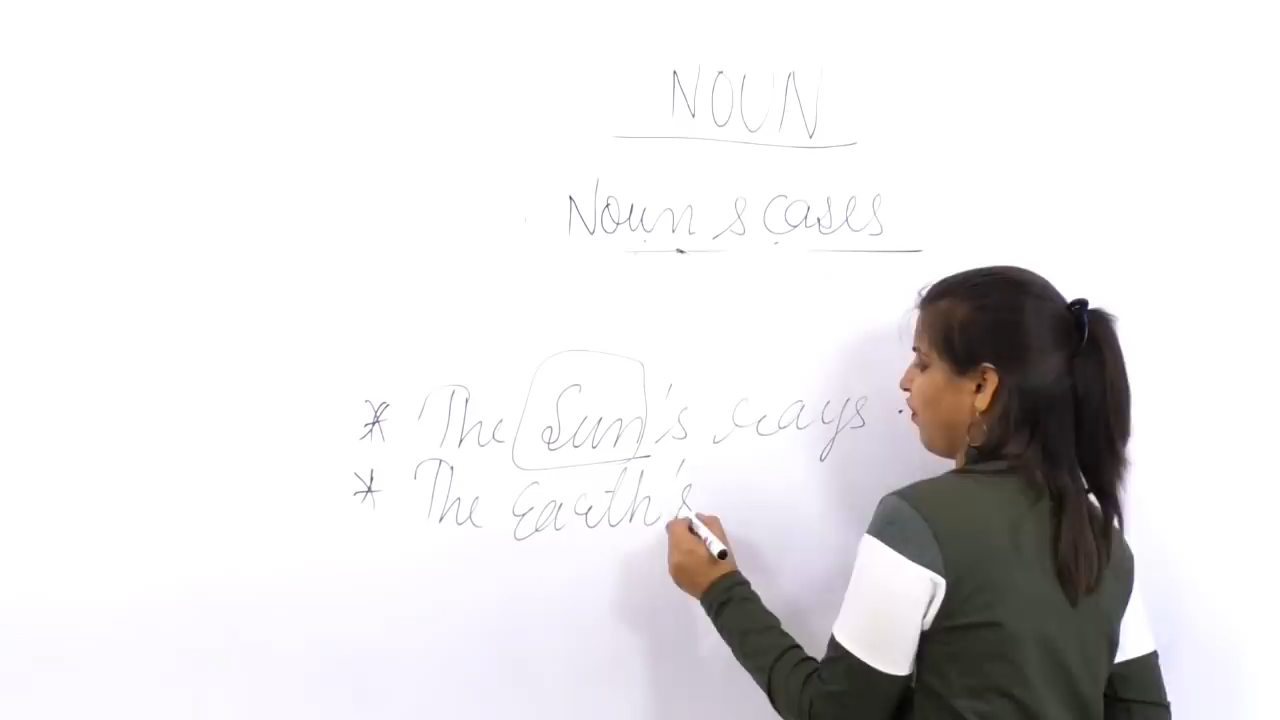 NOUN
Noun s cases
* The Sun's rays
* The Earth's